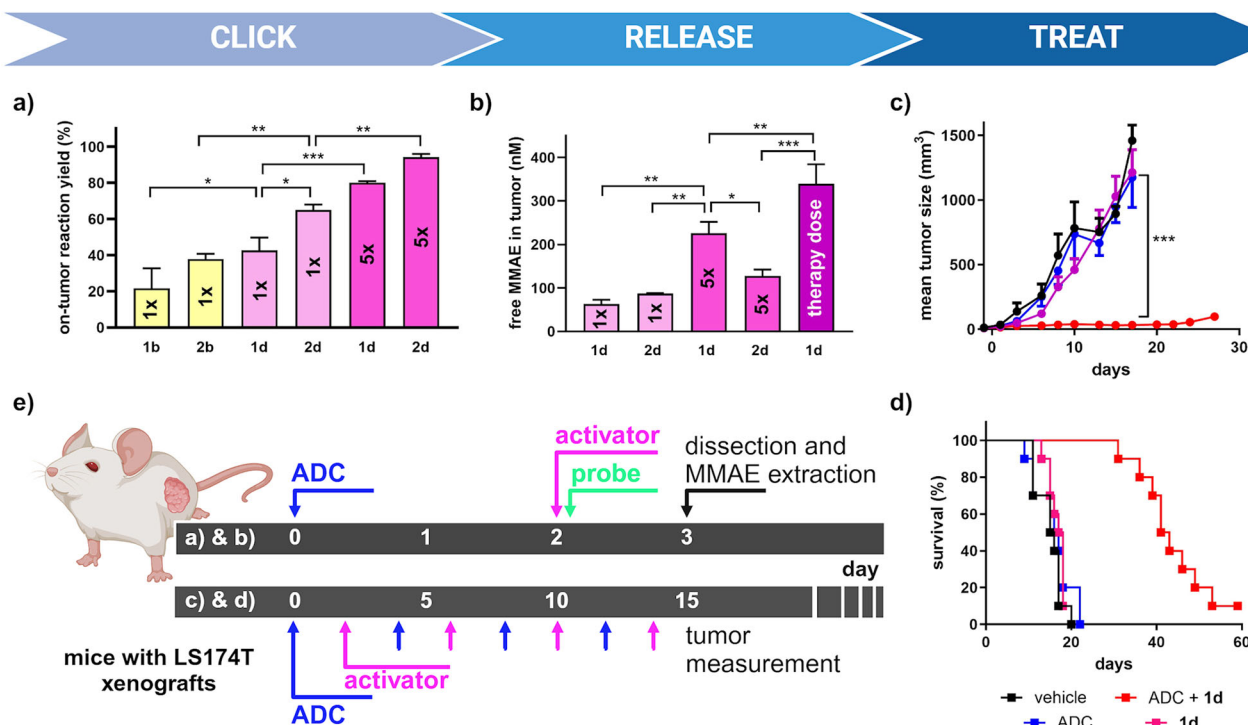 CLICK RELEASE TREAT
a)
on-tumor reaction yield (%)
100
80
60
40
20
0
** **
***
* *
1x 1x 1x 1x 5x 5x
1b 2b 1d 2d 1d 2d
b)
free MMAE in tumor (nM)
400
300
200
100
0
**
***
**
** *
1x 1x 5x 5x therapy dose
1d 2d 1d 2d 1d
c)
mean tumor size (mm3)
1500
1000
500
0
***
0 10 20 30
days
e)
ADC
activator
probe
dissection and
MMAE extraction
a) & b) 0 1 2 3
day
c) & d) 0 5 10 15
mice with LS174T
xenografts
activator
ADC
tumor
measurement
d)
survival (%)
100
80
60
40
20
0
0 20 40 60
days
vehicle ADC + 1d
ADC 1d